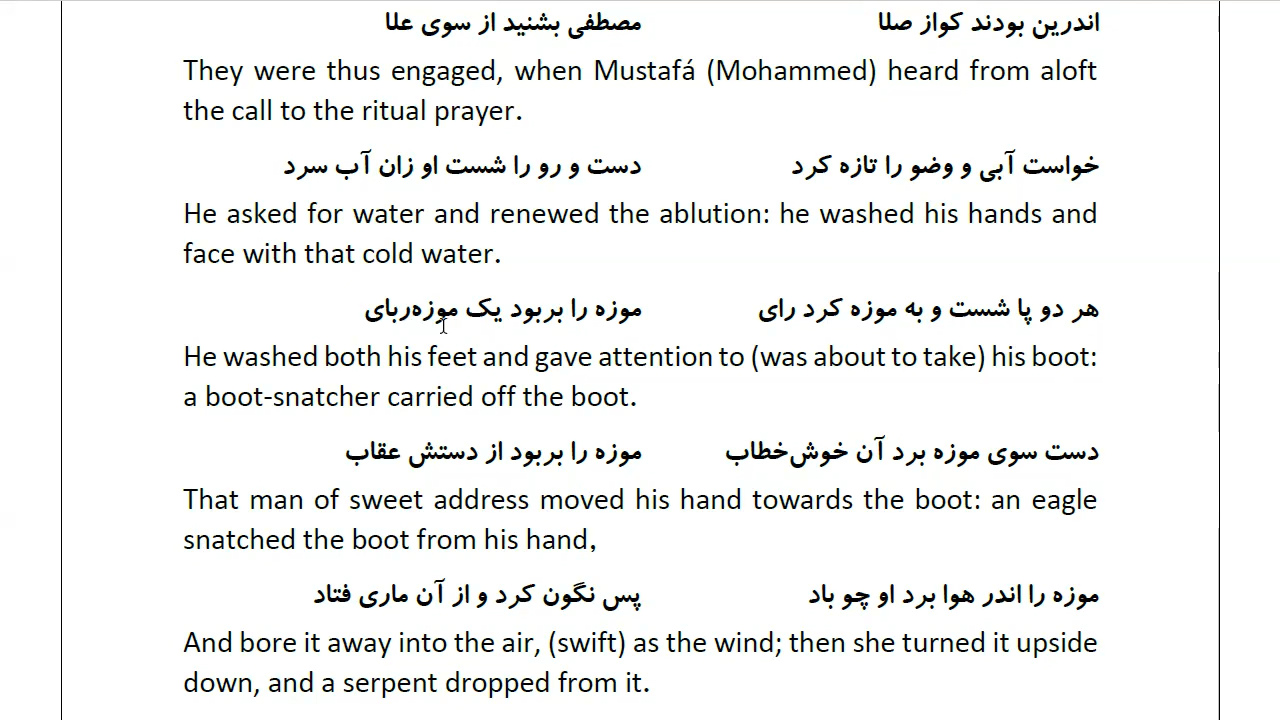 اندرین بودند کواز صلا مصطفی بشنید از سوی علا
They were thus engaged, when Mustafá (Mohammed) heard from aloft
the call to the ritual prayer.
خواست آبی و وضو را تازه کرد دست و رو را شست او زان آب سرد
He asked for water and renewed the ablution: he washed his hands and
face with that cold water.
هر دو پا شست و به موزه کرد رای موزه را بربود یک موزه‌ربای
He washed both his feet and gave attention to (was about to take) his boot:
a boot-snatcher carried off the boot.
دست سوی موزه برد آن خوش‌خطاب موزه را بربود از دستش عقاب
That man of sweet address moved his hand towards the boot: an eagle
snatched the boot from his hand,
موزه را اندر هوا برد او چو باد پس نگون کرد و از آن ماری فتاد
And bore it away into the air, (swift) as the wind; then she turned it upside
down, and a serpent dropped from it.